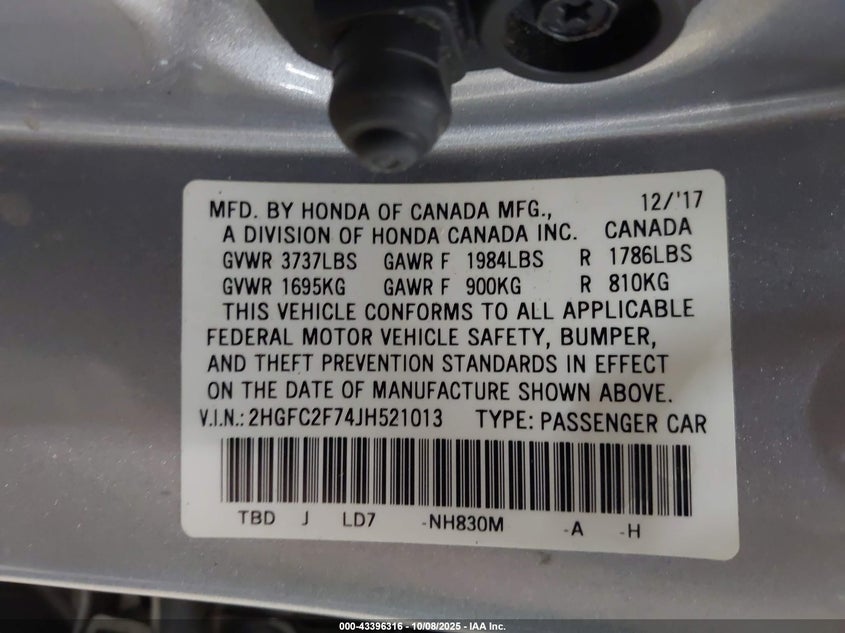 MFD. BY HONDA OF CANADA MFG., 12/'17
A DIVISION OF HONDA CANADA INC. CANADA
GVWR 3737LBS GAWR F 1984LBS R 1786LBS
GVWR 1695KG GAWR F 900KG R 810KG
THIS VEHICLE CONFORMS TO ALL APPLICABLE
FEDERAL MOTOR VEHICLE SAFETY, BUMPER,
AND THEFT PREVENTION STANDARDS IN EFFECT
ON THE DATE OF MANUFACTURE SHOWN ABOVE.
V.I.N.: 2HGFC2F74JH521013 TYPE: PASSENGER CAR
TBD J LD7 -NH830M -A -H
000-43396316 - 10/08/2025 - IAA Inc.